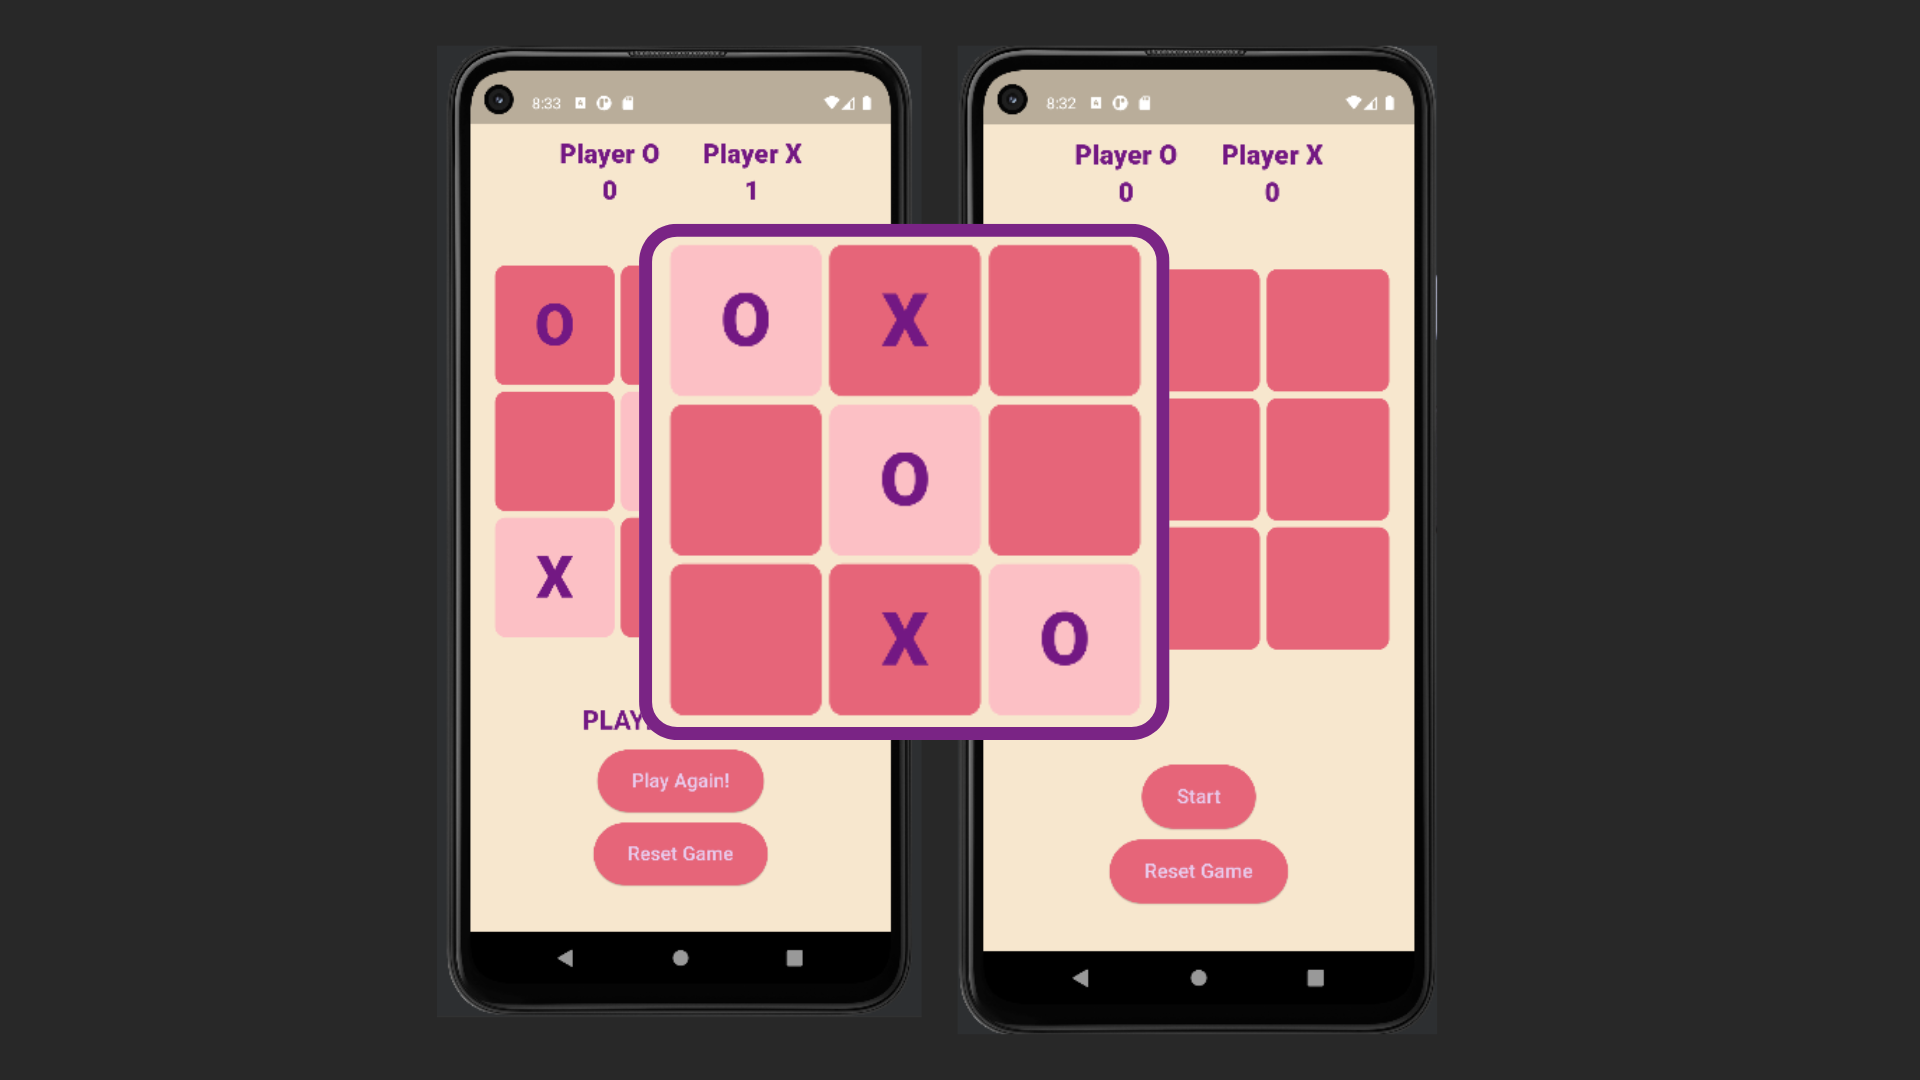 8:33
Player O Player X
0 1
O
X
PLAY
Play Again!
Reset Game
O X
O
X O
8:32
Player O Player X
0 0
Start
Reset Game